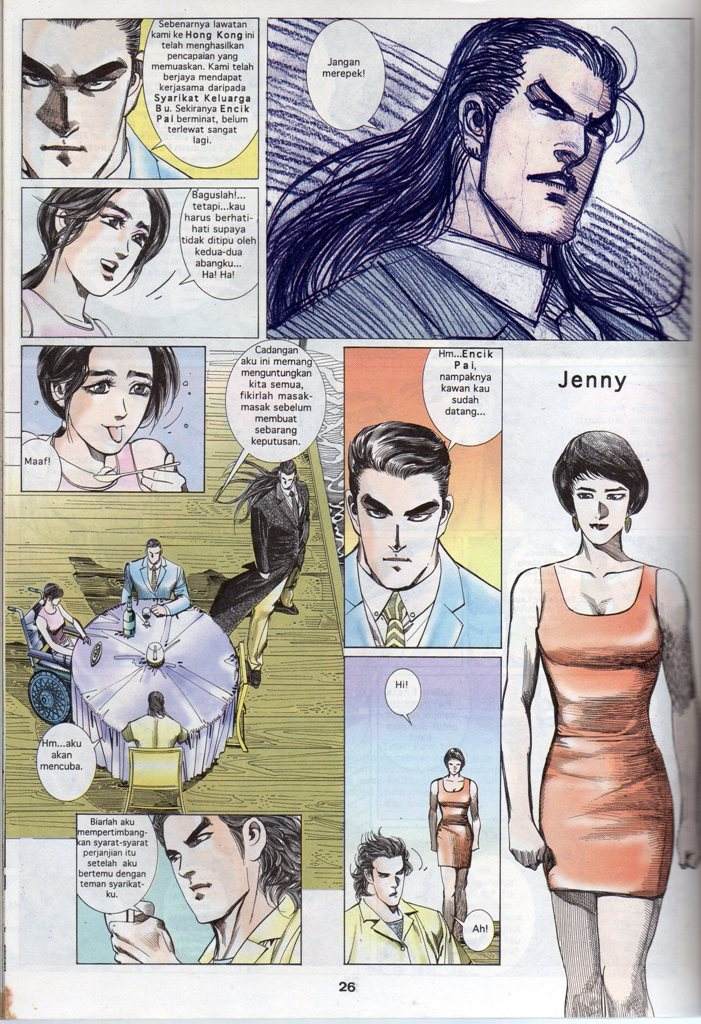 Sebenarnya lawatan
kami ke Hong Kong ini
telah menghasilkan
pencapaian yang
memuaskan. Kami telah
berjaya mendapat
kerjasama daripada
Syarikat Keluarga
Bu. Sekiranya Encik
Pai berminat, belum
terlewat sangat
lagi.
Jangan
merepek!
Baguslah!...
tetapi...kau
harus berhati-
hati supaya
tidak ditipu oleh
kedua-dua
abangku...
Ha! Ha!
Maaf!
Cadangan
aku ini memang
menguntungkan
kita semua,
fikirlah masak-
masak sebelum
membuat
sebarang
keputusan.
Hm...Encik
Pai,
nampaknya
kawan kau
sudah
datang...
Jenny
Hm...aku
akan
mencuba.
Hi!
Biarlah aku
mempertimbang-
kan syarat-syarat
perjanjian itu
setelah aku
bertemu dengan
teman syarikat-
ku.
Ah!
26